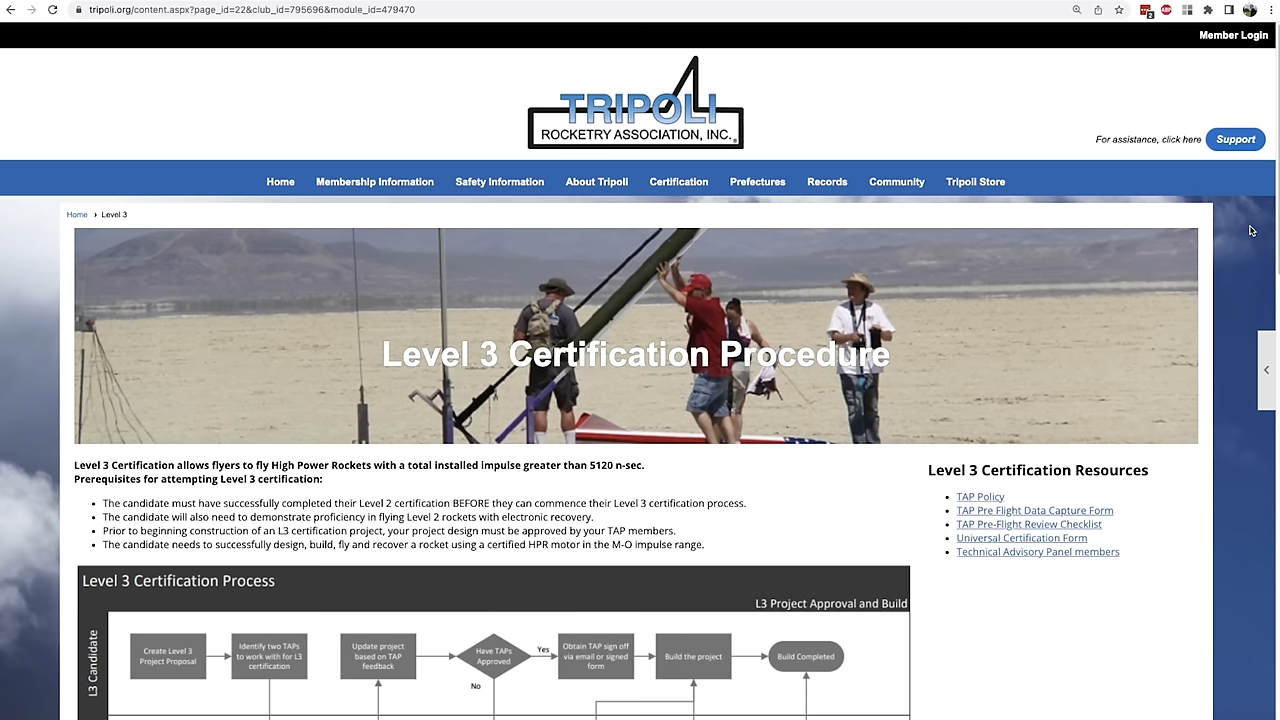 tripoli.org/content.aspx?page_id=22&club_id=795696&module_id=479470
2
ABP
Member Login
TRIPOLI
ROCKETRY ASSOCIATION, INC.®
For assistance, click here Support
Home Membership Information Safety Information About Tripoli Certification Prefectures Records Community Tripoli Store
Home › Level 3
Level 3 Certification Procedure
Level 3 Certification allows flyers to fly High Power Rockets with a total installed impulse greater than 5120 n-sec.
Prerequisites for attempting Level 3 certification:
• The candidate must have successfully completed their Level 2 certification BEFORE they can commence their Level 3 certification process.
• The candidate will also need to demonstrate proficiency in flying Level 2 rockets with electronic recovery.
• Prior to beginning construction of an L3 certification project, your project design must be approved by your TAP members.
• The candidate needs to successfully design, build, fly and recover a rocket using a certified HPR motor in the M-O impulse range.
Level 3 Certification Resources
• TAP Policy
• TAP Pre Flight Data Capture Form
• TAP Pre-Flight Review Checklist
• Universal Certification Form
• Technical Advisory Panel members
Level 3 Certification Process
L3 Project Approval and Build
L3 Candidate
Create Level 3
Project Proposal
Identify two TAPs
to work with for L3
certification
Update project
based on TAP
feedback
Have TAPs
Approved
Yes
No
Obtain TAP sign off
via email or signed
form
Build the project
Build Completed